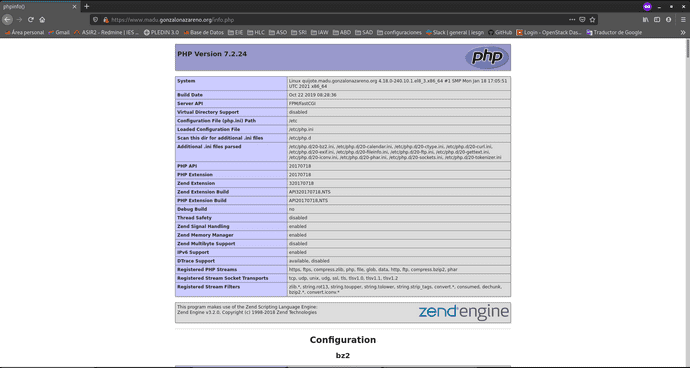 phpinfo()
https://www.madu.gonzalonazareno.org/info.php
Área personal Gmail ASIR2 - Redmine | IES ... PLEDIN 3.0 Base de Datos EIE HLC ASO SRI IAW ABD SAD configuraciones Slack | general | iesgn GitHub Login - OpenStack Das... Traductor de Google
PHP Version 7.2.24
php
System Linux quijote.madu.gonzalonazareno.org 4.18.0-240.10.1.el8_3.x86_64 #1 SMP Mon Jan 18 17:05:51
UTC 2021 x86_64
Build Date Oct 22 2019 08:28:36
Server API FPM/FastCGI
Virtual Directory Support disabled
Configuration File (php.ini) Path /etc
Loaded Configuration File /etc/php.ini
Scan this dir for additional .ini files /etc/php.d
Additional .ini files parsed /etc/php.d/20-bz2.ini, /etc/php.d/20-calendar.ini, /etc/php.d/20-ctype.ini, /etc/php.d/20-curl.ini,
/etc/php.d/20-exif.ini, /etc/php.d/20-fileinfo.ini, /etc/php.d/20-ftp.ini, /etc/php.d/20-gettext.ini,
/etc/php.d/20-iconv.ini, /etc/php.d/20-phar.ini, /etc/php.d/20-sockets.ini, /etc/php.d/20-tokenizer.ini
PHP API 20170718
PHP Extension 20170718
Zend Extension 320170718
Zend Extension Build API320170718,NTS
PHP Extension Build API20170718,NTS
Debug Build no
Thread Safety disabled
Zend Signal Handling enabled
Zend Memory Manager enabled
Zend Multibyte Support disabled
IPv6 Support enabled
DTrace Support available, disabled
Registered PHP Streams https, ftps, compress.zlib, php, file, glob, data, http, ftp, compress.bzip2, phar
Registered Stream Socket Transports tcp, udp, unix, udg, ssl, tls, tlsv1.0, tlsv1.1, tlsv1.2
Registered Stream Filters zlib.*, string.rot13, string.toupper, string.tolower, string.strip_tags, convert.*, consumed, dechunk,
bzip2.*, convert.iconv.*
This program makes use of the Zend Scripting Language Engine:
Zend Engine v3.2.0, Copyright (c) 1998-2018 Zend Technologies
zend engine
Configuration
bz2